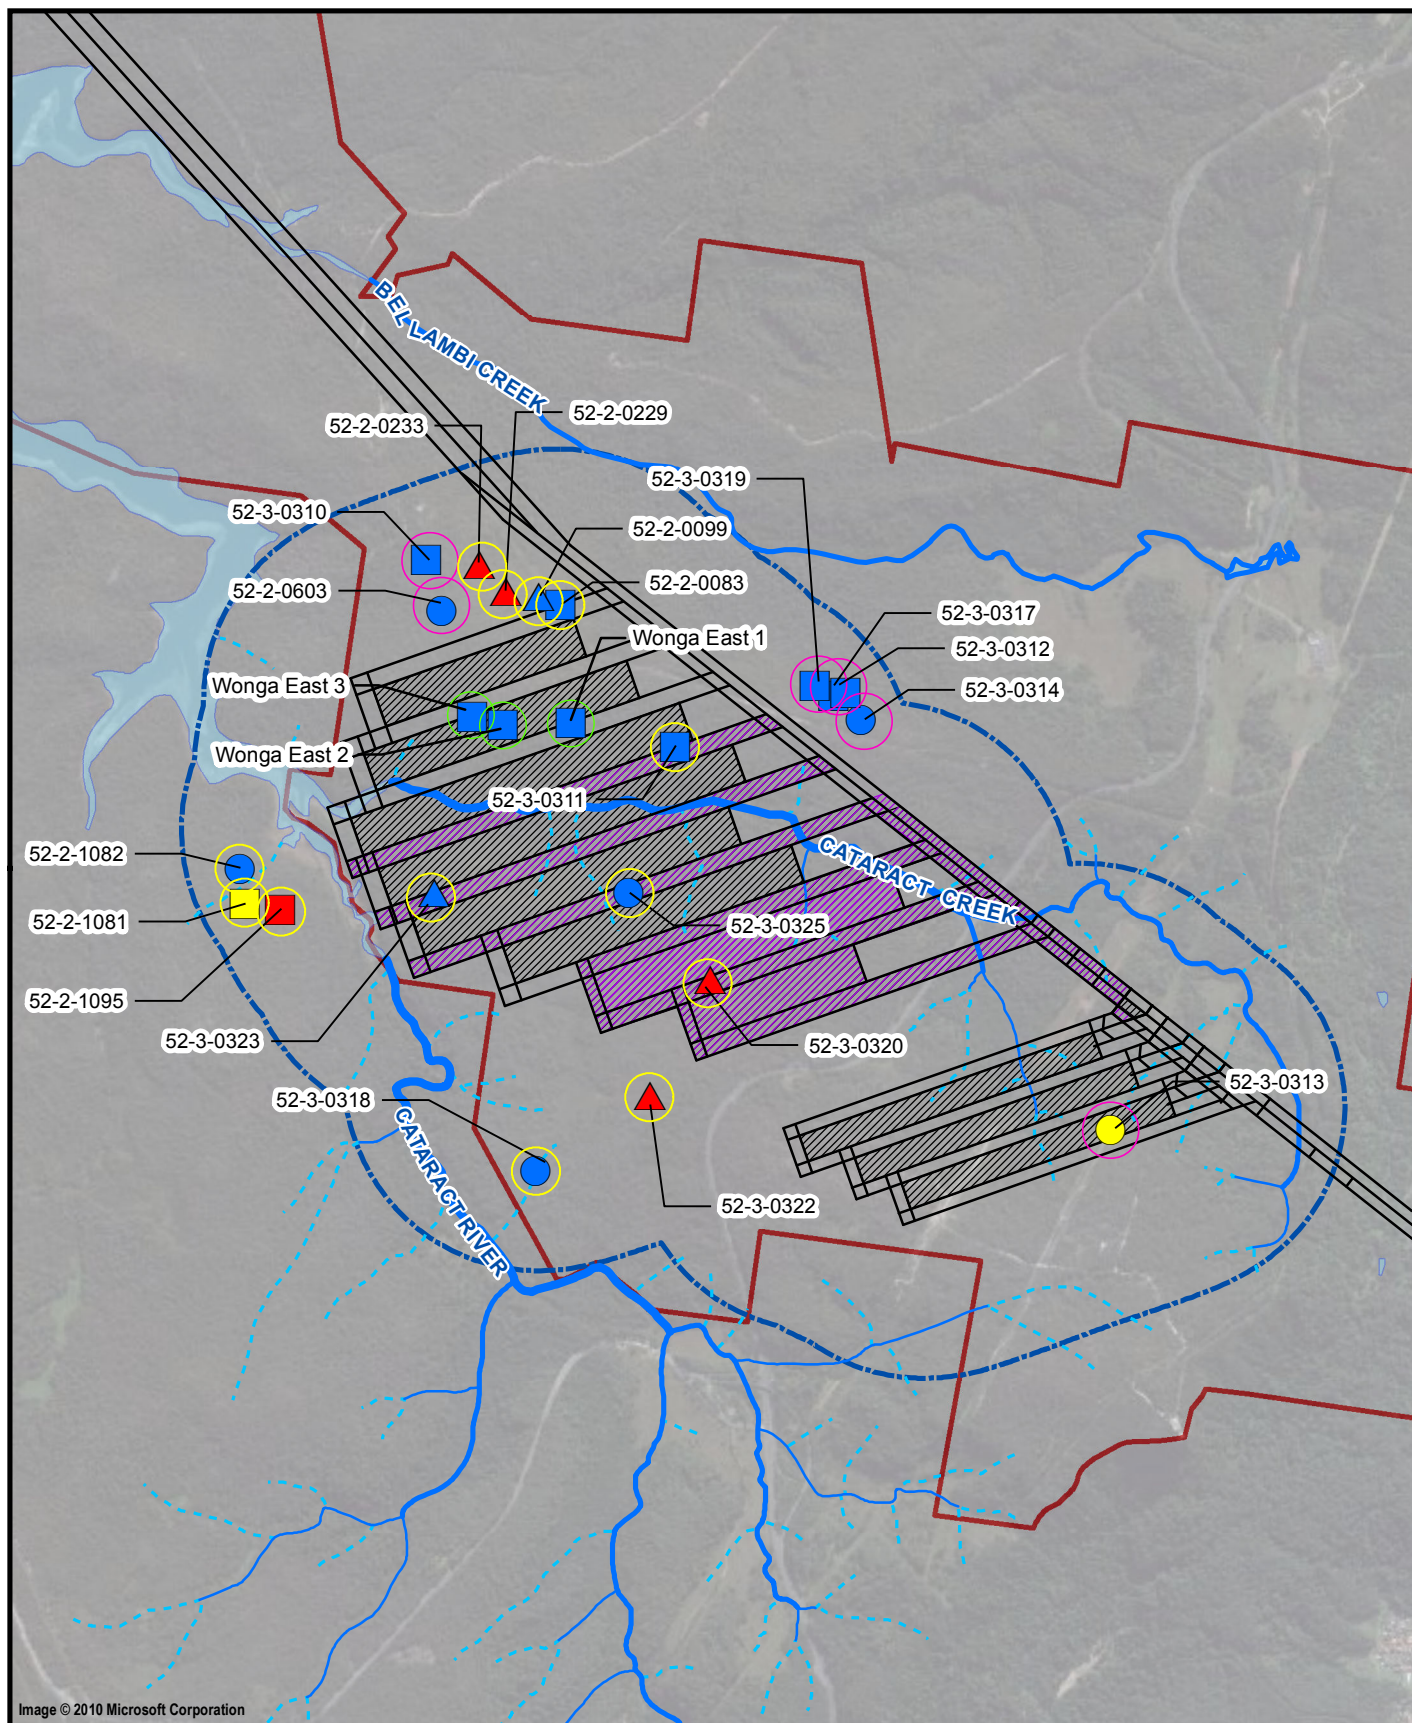 BELLAMBI CREEK
52-2-0229
52-2-0233
52-3-0319
52-3-0310
52-2-0099
52-2-0083
52-2-0603
52-3-0317
Wonga East 1
52-3-0312
Wonga East 3
52-3-0314
Wonga East 2
52-3-0311
52-2-1082
CATARACT CREEK
52-2-1081
52-3-0325
52-2-1095
52-3-0323
52-3-0320
52-3-0313
52-3-0318
CATARACT RIVER
52-3-0322
Image © 2010 Microsoft Corporation